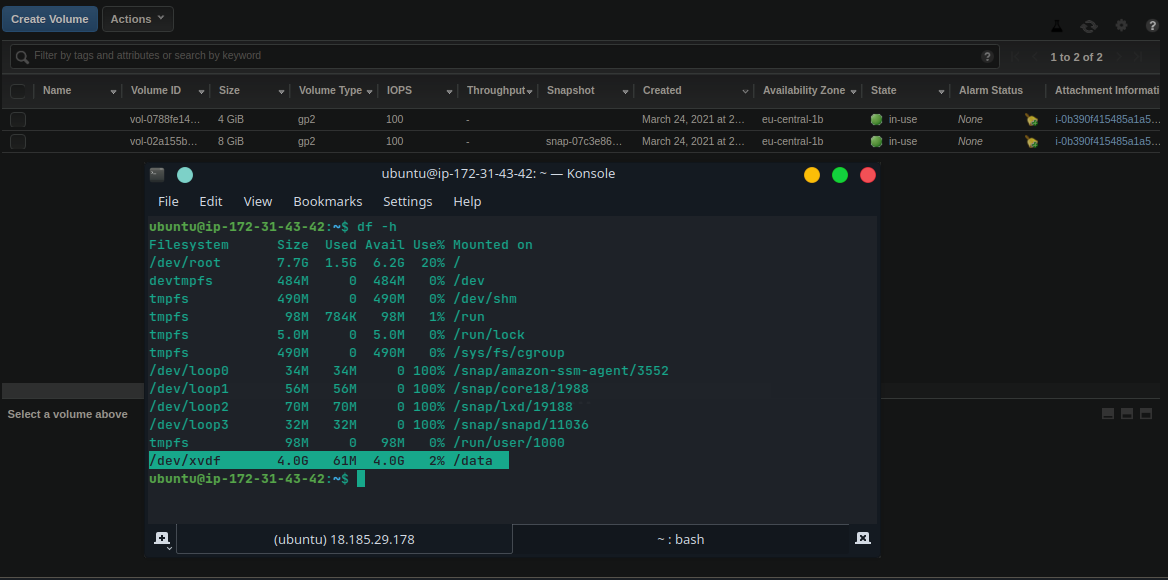 Create Volume Actions
Filter by tags and attributes or search by keyword
1 to 2 of 2
Name Volume ID Size Volume Type IOPS Throughput Snapshot Created Availability Zone State Alarm Status Attachment Informati
vol-0788fe14... 4 GiB gp2 100 - March 24, 2021 at 2... eu-central-1b in-use None i-0b390f415485a1a5...
vol-02a155b... 8 GiB gp2 100 - snap-07c3e86... March 24, 2021 at 2... eu-central-1b in-use None i-0b390f415485a1a5...
ubuntu@ip-172-31-43-42: ~ — Konsole
File Edit View Bookmarks Settings Help
ubuntu@ip-172-31-43-42:~$ df -h
Filesystem Size Used Avail Use% Mounted on
/dev/root 7.7G 1.5G 6.2G 20% /
devtmpfs 484M 0 484M 0% /dev
tmpfs 490M 0 490M 0% /dev/shm
tmpfs 98M 784K 98M 1% /run
tmpfs 5.0M 0 5.0M 0% /run/lock
tmpfs 490M 0 490M 0% /sys/fs/cgroup
/dev/loop0 34M 34M 0 100% /snap/amazon-ssm-agent/3552
/dev/loop1 56M 56M 0 100% /snap/core18/1988
/dev/loop2 70M 70M 0 100% /snap/lxd/19188
/dev/loop3 32M 32M 0 100% /snap/snapd/11036
tmpfs 98M 0 98M 0% /run/user/1000
/dev/xvdf 4.0G 61M 4.0G 2% /data
ubuntu@ip-172-31-43-42:~$
Select a volume above
(ubuntu) 18.185.29.178
~ : bash